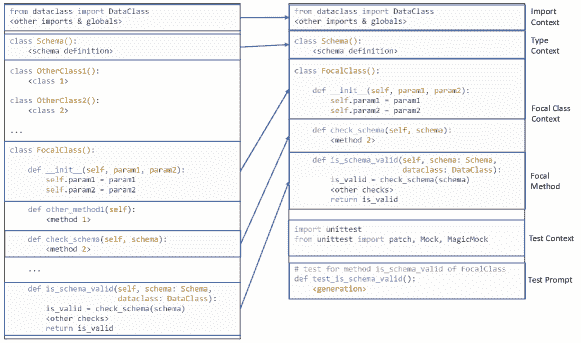 from dataclass import DataClass
<other imports & globals>
class Schema():
<schema definition>
class OtherClass1():
<class 1>
class OtherClass2():
<class 2>
...
class FocalClass():
def __init__(self, param1, param2):
self.param1 = param1
self.param2 = param2
def other_method1(self):
<method 1>
def check_schema(self, schema):
<method 2>
...
def is_schema_valid(self, schema: Schema,
dataclass: DataClass):
is_valid = check_schema(schema)
<other checks>
return is_valid
from dataclass import DataClass
<other imports & globals>
class Schema():
<schema definition>
class FocalClass():
def __init__(self, param1, param2):
self.param1 = param1
self.param2 = param2
def check_schema(self, schema):
<method 2>
def is_schema_valid(self, schema: Schema,
dataclass: DataClass):
is_valid = check_schema(schema)
<other checks>
return is_valid
import unittest
from unittest import patch, Mock, MagicMock
# test for method is_schema_valid of FocalClass
def test_is_schema_valid():
<generation>
Import
Context
Type
Context
Focal Class
Context
Focal
Method
Test Context
Test Prompt